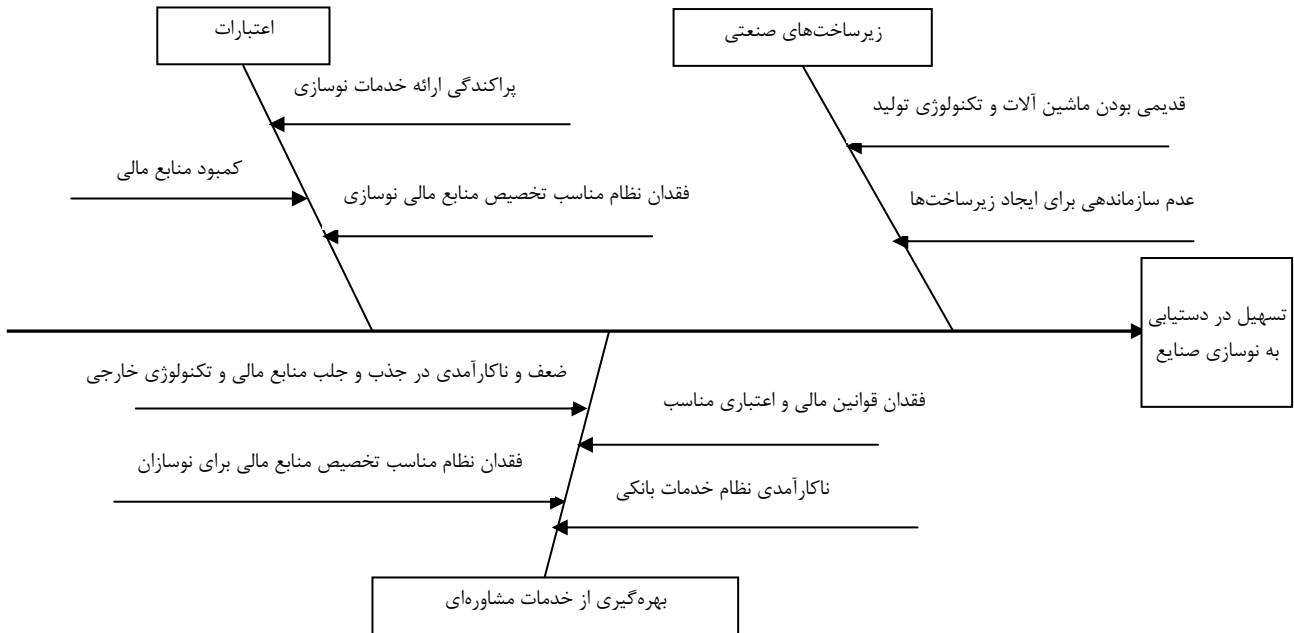 زیرساخت‌های صنعتی
اعتبارات
قدیمی بودن ماشین آلات و تکنولوژی تولید
پراکندگی ارائه خدمات نوسازی
کمبود منابع مالی
عدم سازماندهی برای ایجاد زیرساخت‌ها
فقدان نظام مناسب تخصیص منابع مالی نوسازی
تسهیل در دستیابی
به نوسازی صنایع
ضعف و ناکارآمدی در جذب و جلب منابع مالی و تکنولوژی خارجی
فقدان قوانین مالی و اعتباری مناسب
فقدان نظام مناسب تخصیص منابع مالی برای نوسازان
ناکارآمدی نظام خدمات بانکی
بهره‌گیری از خدمات مشاوره‌ای